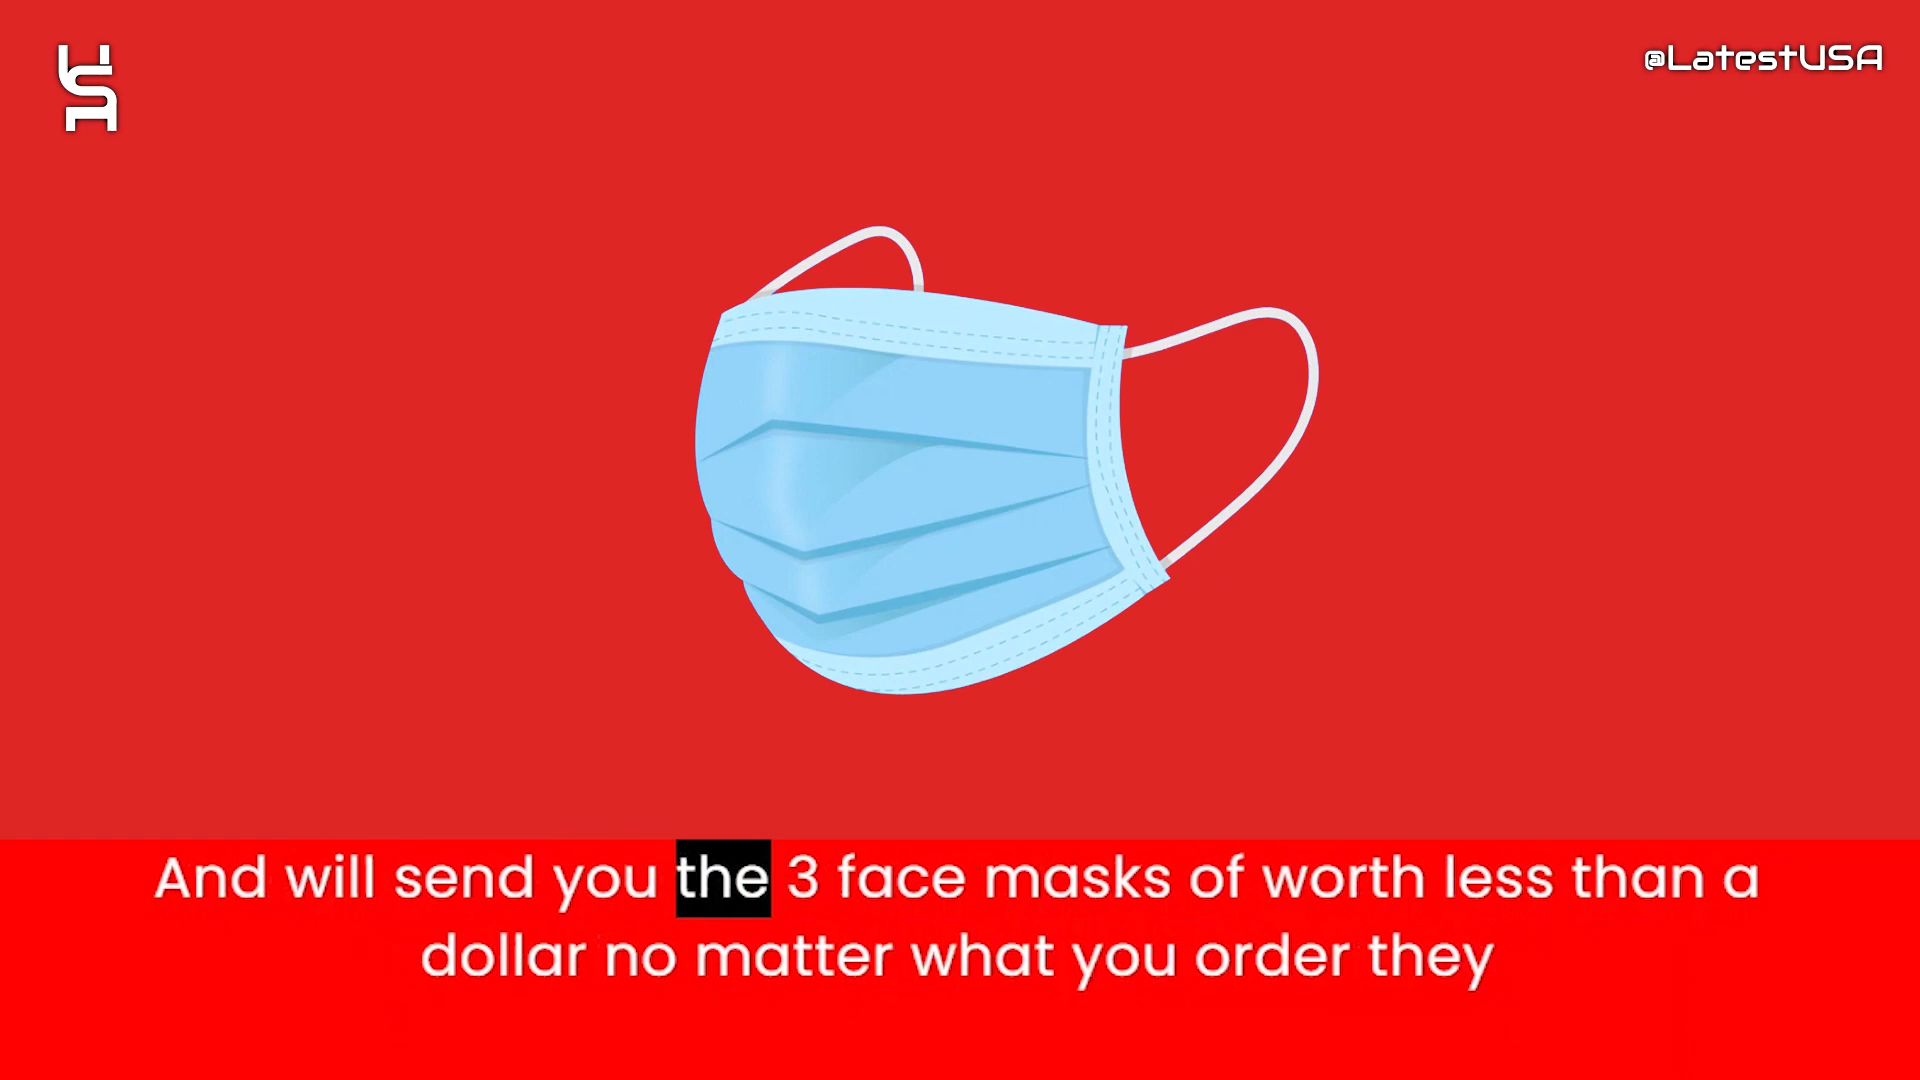 USA
@LatestUSA
And will send you the 3 face masks of worth less than a
dollar no matter what you order they